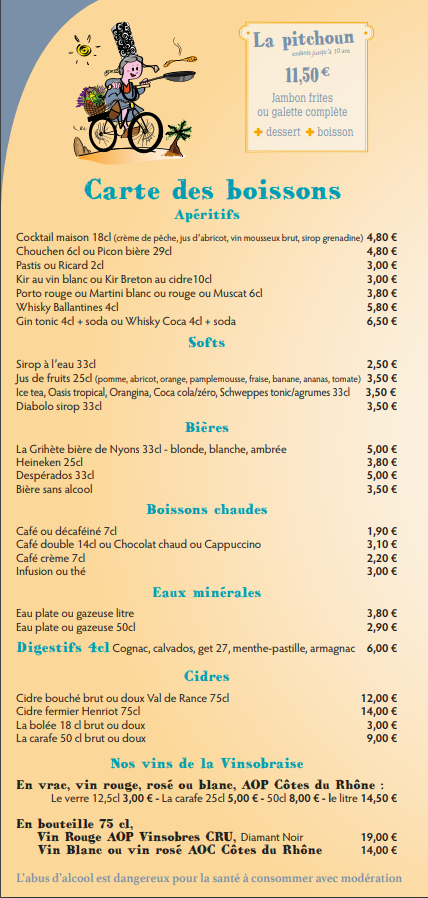 La pitchoun
enfants jusqu'à 10 ans
11,50 €
Jambon frites
ou galette complète
+ dessert + boisson
Carte des boissons
Apéritifs
Cocktail maison 18cl (crème de pêche, jus d'abricot, vin mousseux brut, sirop grenadine) 4,80 €
Chouchen 6cl ou Picon bière 29cl 4,80 €
Pastis ou Ricard 2cl 3,00 €
Kir au vin blanc ou Kir Breton au cidre10cl 3,00 €
Porto rouge ou Martini blanc ou rouge ou Muscat 6cl 3,80 €
Whisky Ballantines 4cl 5,80 €
Gin tonic 4cl + soda ou Whisky Coca 4cl + soda 6,50 €
Softs
Sirop à l'eau 33cl 2,50 €
Jus de fruits 25cl (pomme, abricot, orange, pamplemousse, fraise, banane, ananas, tomate) 3,50 €
Ice tea, Oasis tropical, Orangina, Coca cola/zéro, Schweppes tonic/agrumes 33cl 3,50 €
Diabolo sirop 33cl 3,50 €
Bières
La Grihète bière de Nyons 33cl - blonde, blanche, ambrée 5,00 €
Heineken 25cl 3,80 €
Despérados 33cl 5,00 €
Bière sans alcool 3,50 €
Boissons chaudes
Café ou décaféiné 7cl 1,90 €
Café double 14cl ou Chocolat chaud ou Cappuccino 3,10 €
Café crème 7cl 2,20 €
Infusion ou thé 3,00 €
Eaux minérales
Eau plate ou gazeuse litre 3,80 €
Eau plate ou gazeuse 50cl 2,90 €
Digestifs 4cl Cognac, calvados, get 27, menthe-pastille, armagnac 6,00 €
Cidres
Cidre bouché brut ou doux Val de Rance 75cl 12,00 €
Cidre fermier Henriot 75cl 14,00 €
La bolée 18 cl brut ou doux 3,00 €
La carafe 50 cl brut ou doux 9,00 €
Nos vins de la Vinsobraise
En vrac, vin rouge, rosé ou blanc, AOP Côtes du Rhône :
Le verre 12,5cl 3,00 € - La carafe 25cl 5,00 € - 50cl 8,00 € - le litre 14,50 €
En bouteille 75 cl,
Vin Rouge AOP Vinsobres CRU, Diamant Noir 19,00 €
Vin Blanc ou vin rosé AOC Côtes du Rhône 14,00 €
L'abus d'alcool est dangereux pour la santé à consommer avec modération